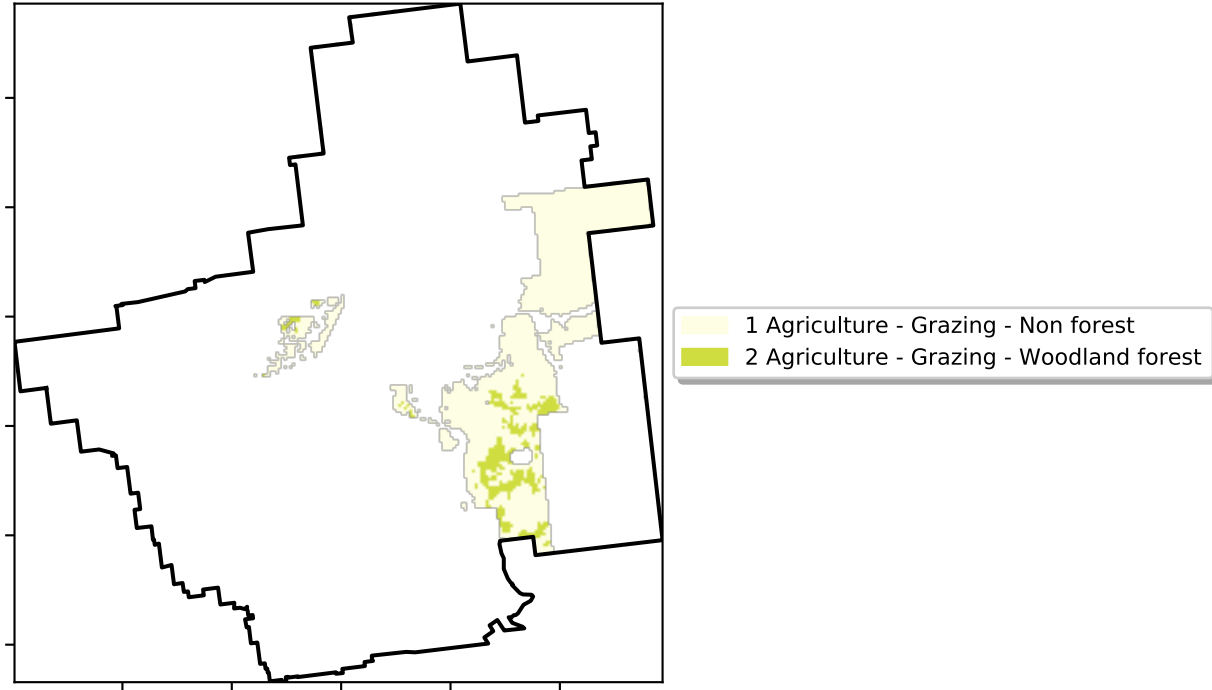 1 Agriculture - Grazing - Non forest
2 Agriculture - Grazing - Woodland forest